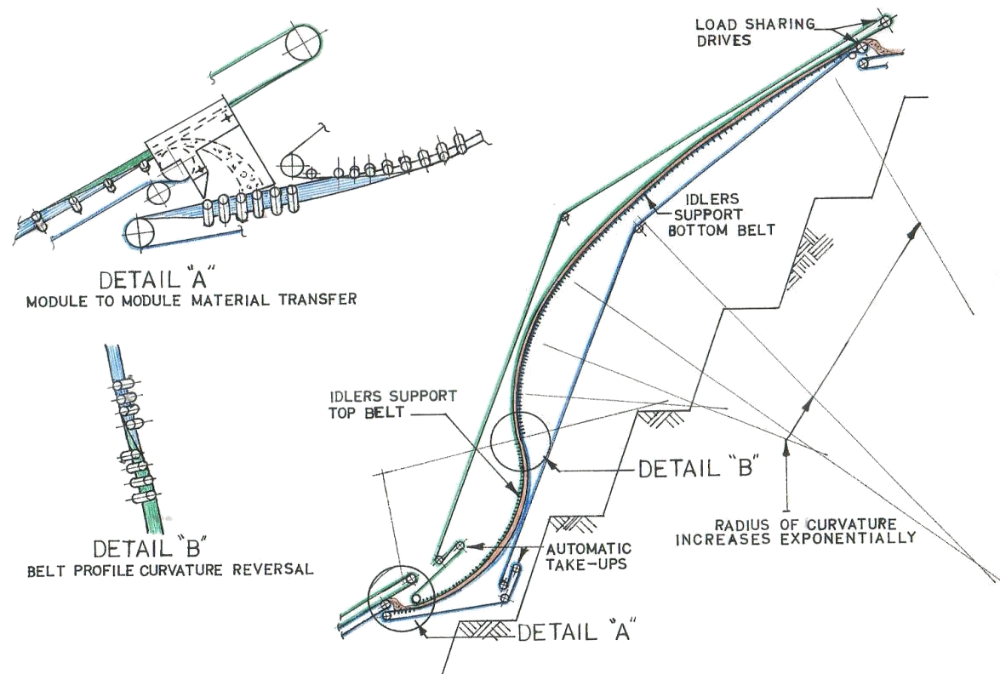 LOAD SHARING
DRIVES
DETAIL "A"
MODULE TO MODULE MATERIAL TRANSFER
IDLERS
SUPPORT
BOTTOM BELT
IDLERS SUPPORT
TOP BELT
DETAIL "B"
RADIUS OF CURVATURE
INCREASES EXPONENTIALLY
DETAIL "B"
BELT PROFILE CURVATURE REVERSAL
AUTOMATIC
TAKE-UPS
DETAIL "A"